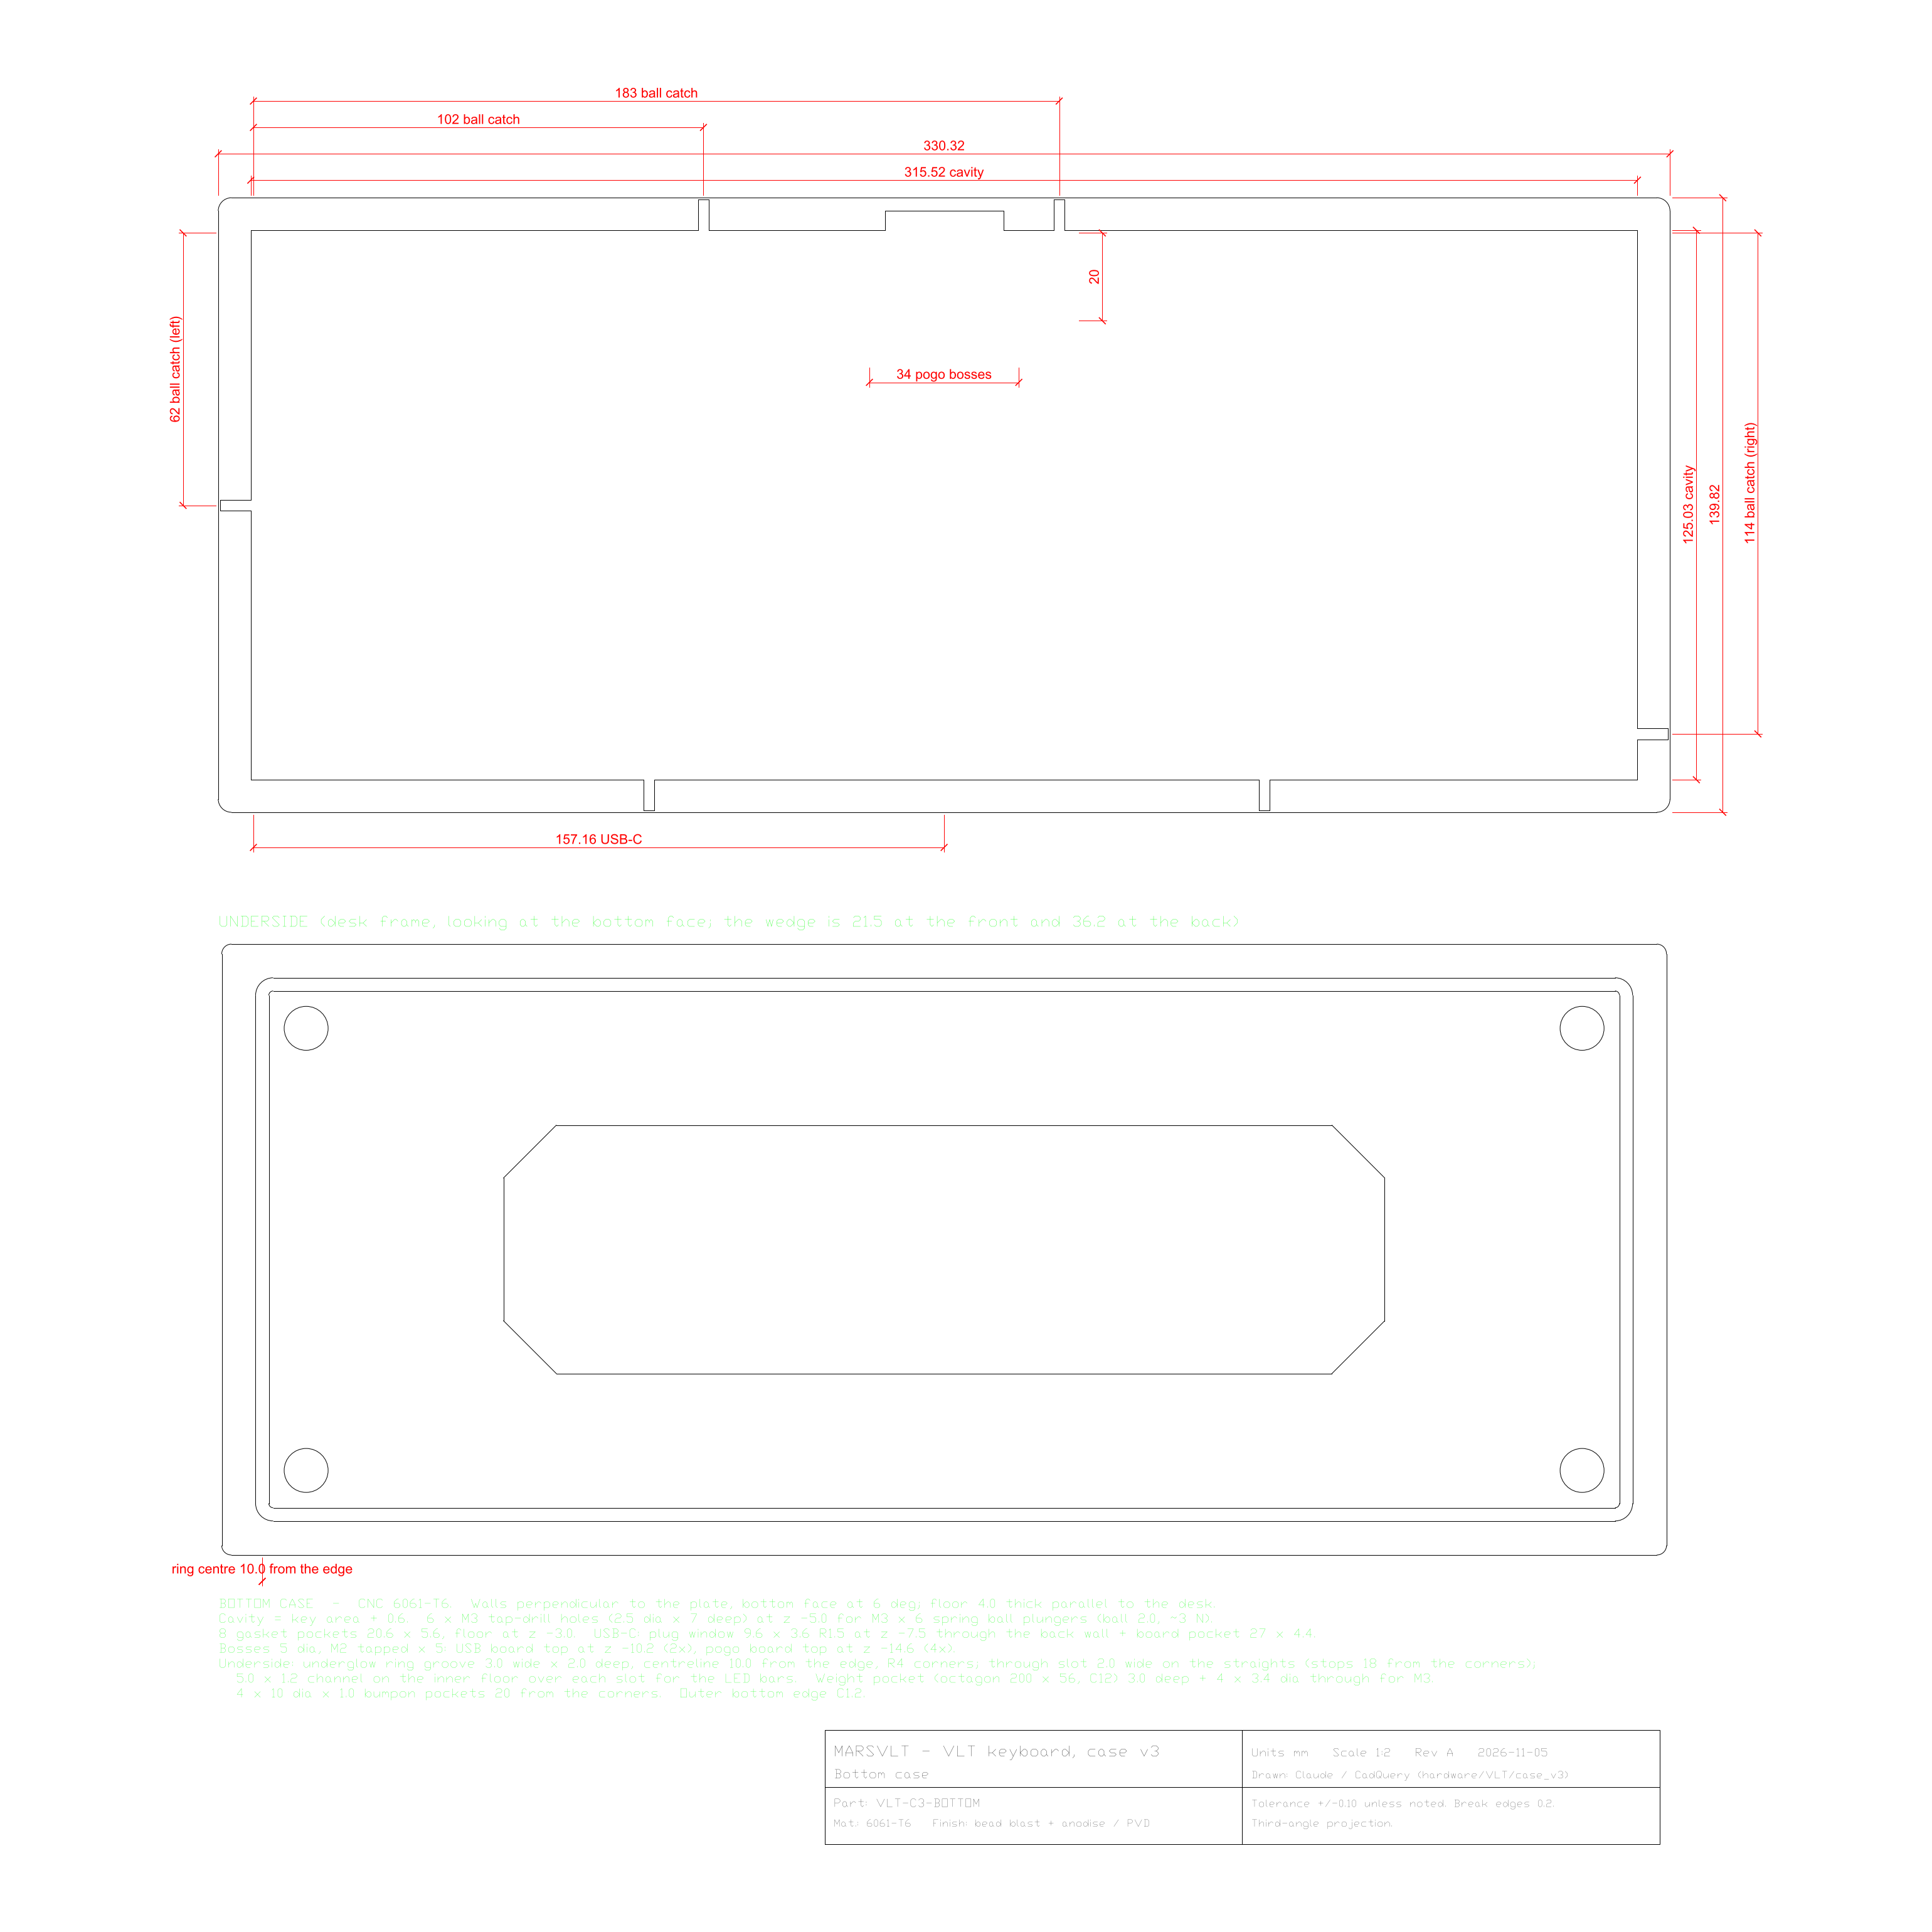 183 ball catch
102 ball catch
330.32
315.52 cavity
20
62 ball catch (left)
34 pogo bosses
125.03 cavity
139.82
114 ball catch (right)
157.16 USB-C
UNDERSIDE (desk frame, looking at the bottom face; the wedge is 21.5 at the front and 36.2 at the back)
ring centre 10.0 from the edge
BOTTOM CASE - CNC 6061-T6. Walls perpendicular to the plate, bottom face at 6 deg; floor 4.0 thick parallel to the desk.
Cavity = key area + 0.6. 6 x M3 tap-drill holes (2.5 dia x 7 deep) at z -5.0 for M3 x 6 spring ball plungers (ball 2.0, ~3 N).
8 gasket pockets 20.6 x 5.6, floor at z -3.0. USB-C: plug window 9.6 x 3.6 R1.5 at z -7.5 through the back wall + board pocket 27 x 4.4.
Bosses 5 dia, M2 tapped x 5: USB board top at z -10.2 (2x), pogo board top at z -14.6 (4x).
Underside: underglow ring groove 3.0 wide x 2.0 deep, centreline 10.0 from the edge, R4 corners; through slot 2.0 wide on the straights (stops 18 from the corners);
5.0 x 1.2 channel on the inner floor over each slot for the LED bars. Weight pocket (octagon 200 x 56, C12) 3.0 deep + 4 x 3.4 dia through for M3.
4 x 10 dia x 1.0 bumpon pockets 20 from the corners. Outer bottom edge C1.2.
MARSVLT - VLT keyboard, case v3
Bottom case
Units mm Scale 1:2 Rev A 2026-11-05
Drawn: Claude / CadQuery (hardware/VLT/case_v3)
Part: VLT-C3-BOTTOM
Mat.: 6061-T6 Finish: bead blast + anodise / PVD
Tolerance +/-0.10 unless noted. Break edges 0.2.
Third-angle projection.